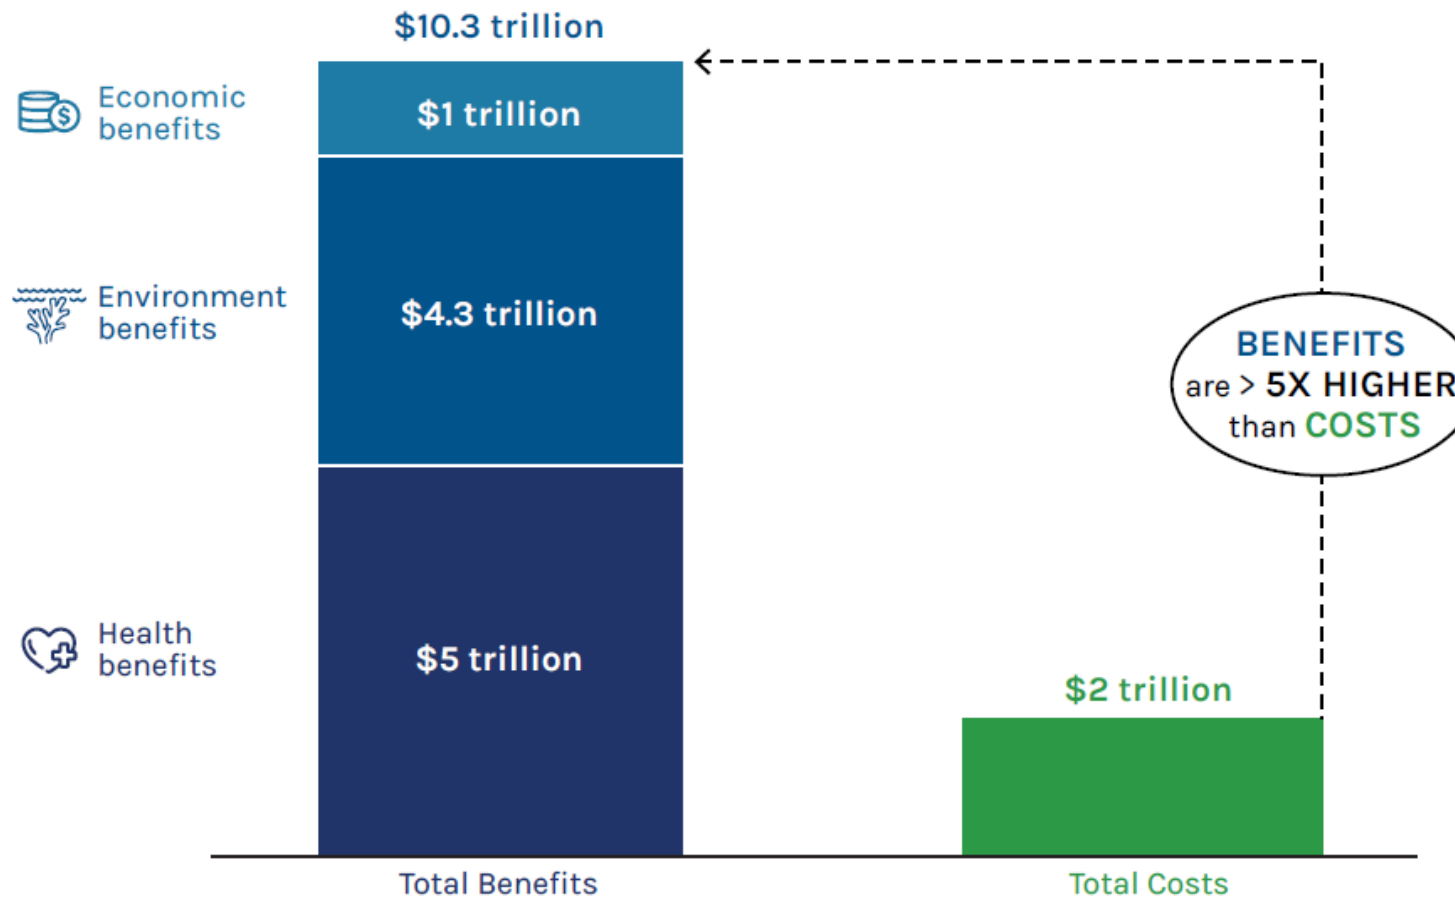 $10.3 trillion
Economic
benefits
$1 trillion
Environment
benefits
$4.3 trillion
BENEFITS
are > 5X HIGHER
than COSTS
Health
benefits
$5 trillion
$2 trillion
Total Benefits
Total Costs